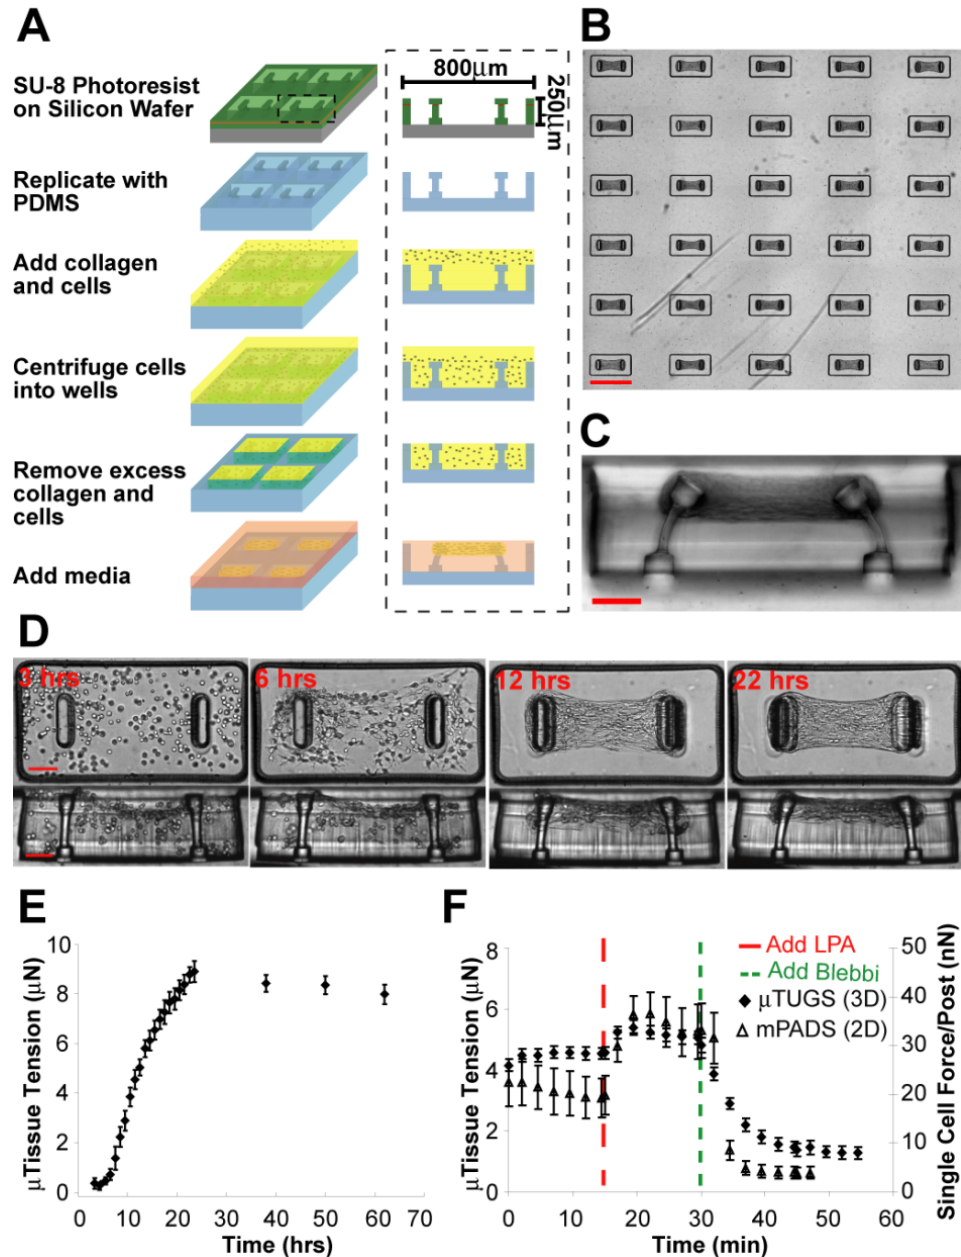 A
SU-8 Photoresist
on Silicon Wafer
800μm
250μm
Replicate with
PDMS
Add collagen
and cells
Centrifuge cells
into wells
Remove excess
collagen and
cells
Add media
B
C
D
3 hrs
6 hrs
12 hrs
22 hrs
E
μTissue Tension (μN)
10
8
6
4
2
0
0 10 20 30 40 50 60 70
Time (hrs)
F
μTissue Tension (μN)
8
6
4
2
0
Add LPA
Add Blebbi
μTUGS (3D)
mPADS (2D)
50
40
30
20
10
0
Single Cell Force/Post (nN)
0 10 20 30 40 50 60
Time (min)